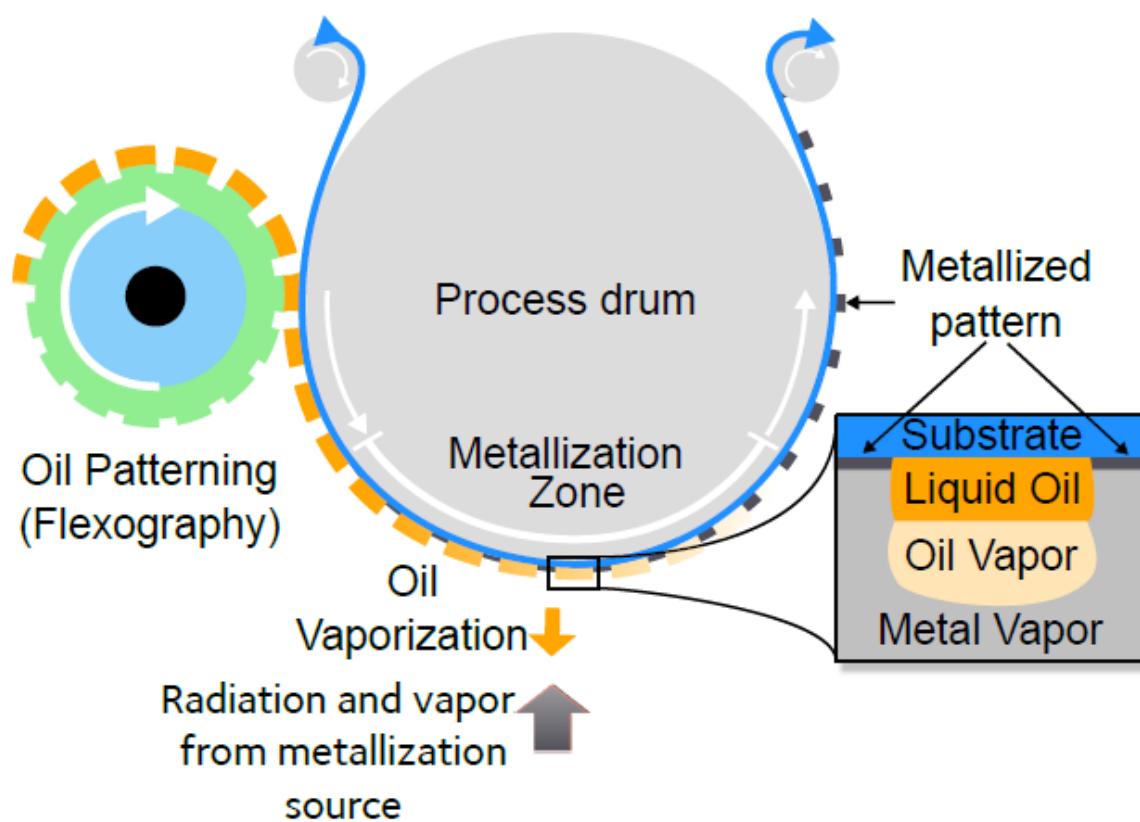 Process drum
Metallized
pattern
Metallization
Zone
Oil Patterning
(Flexography)
Substrate
Liquid Oil
Oil Vapor
Metal Vapor
Oil
Vaporization
Radiation and vapor
from metallization
source